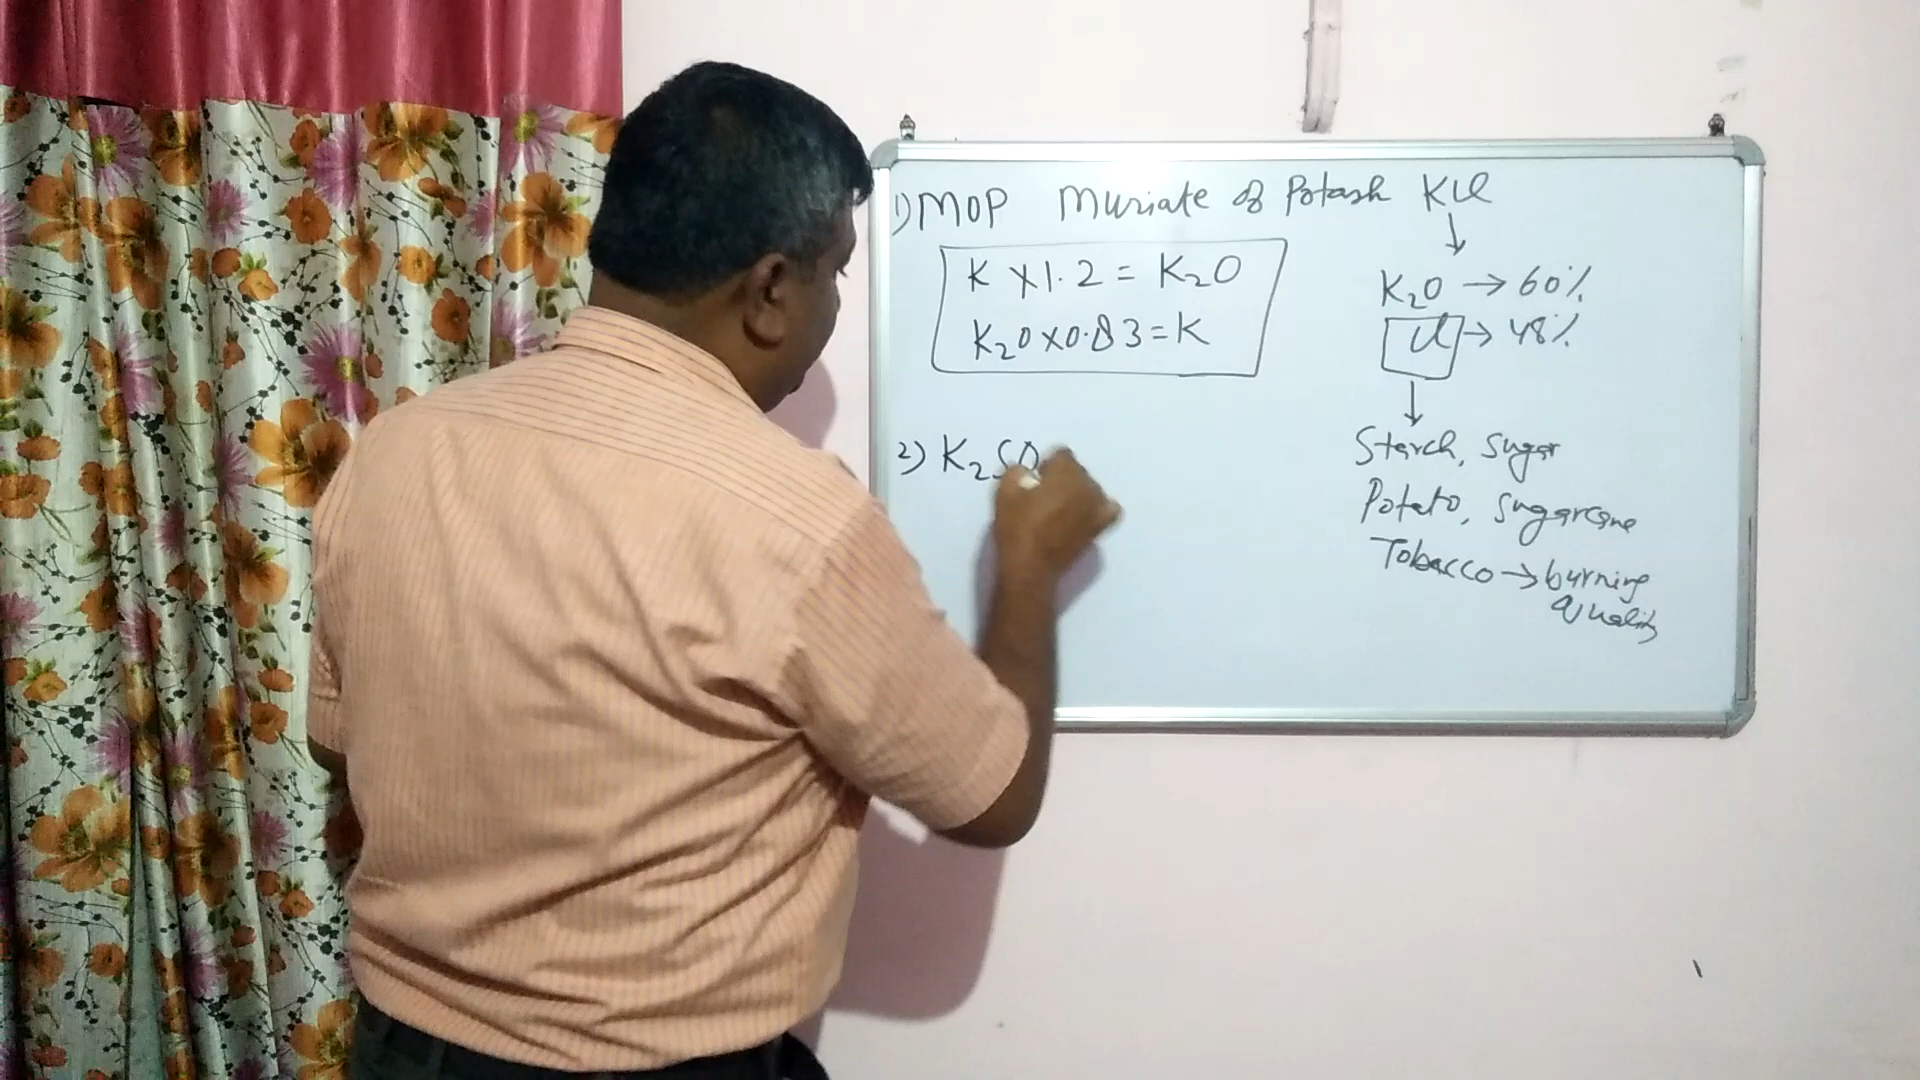 1) MOP Muriate of Potash KCl
K x 1.2 = K2O
K2O x 0.83 = K
K2O → 60%
Cl → 48%
Starch, Sugar
Potato, Sugarcane
Tobacco → burning
quality
2) K2SO